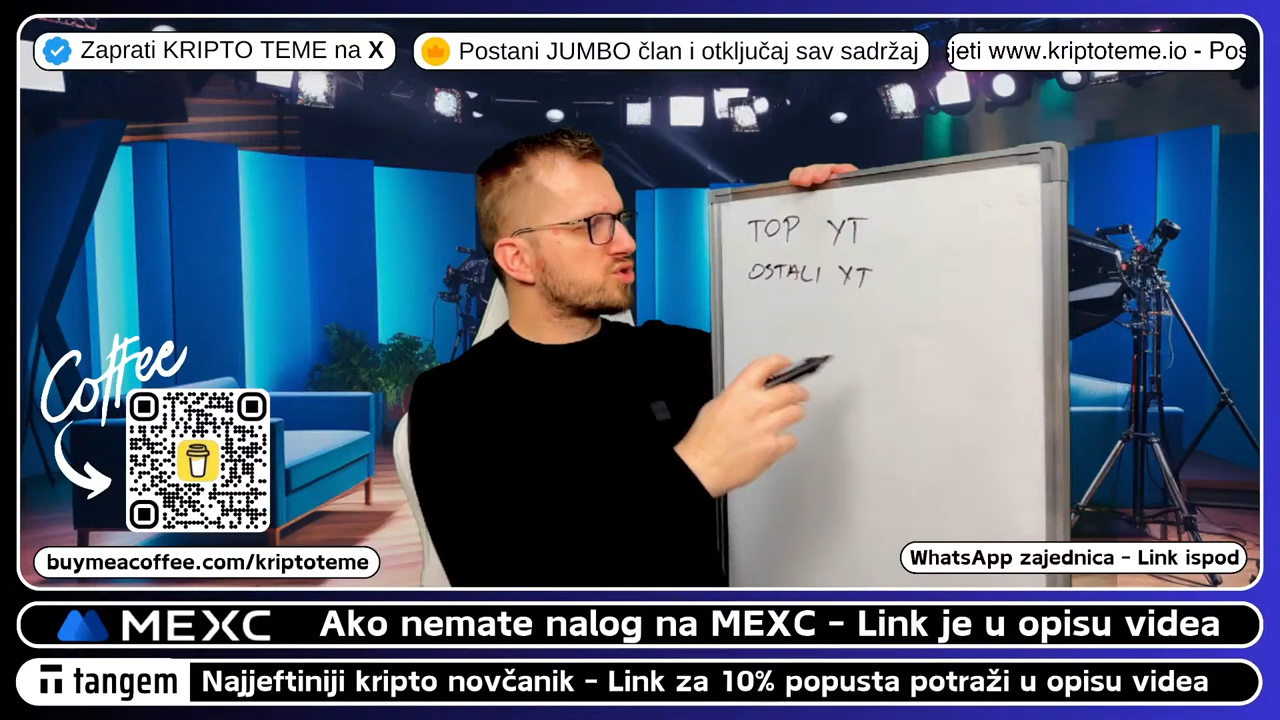 Zaprati KRIPTO TEME na X
Postani JUMBO član i otključaj sav sadržaj
jeti www.kriptoteme.io - Pos
TOP YT
OSTALI YT
Coffee
buymeacoffee.com/kriptoteme
WhatsApp zajednica - Link ispod
MEXC Ako nemate nalog na MEXC - Link je u opisu videa
tangem Najjeftiniji kripto novčanik - Link za 10% popusta potraži u opisu videa